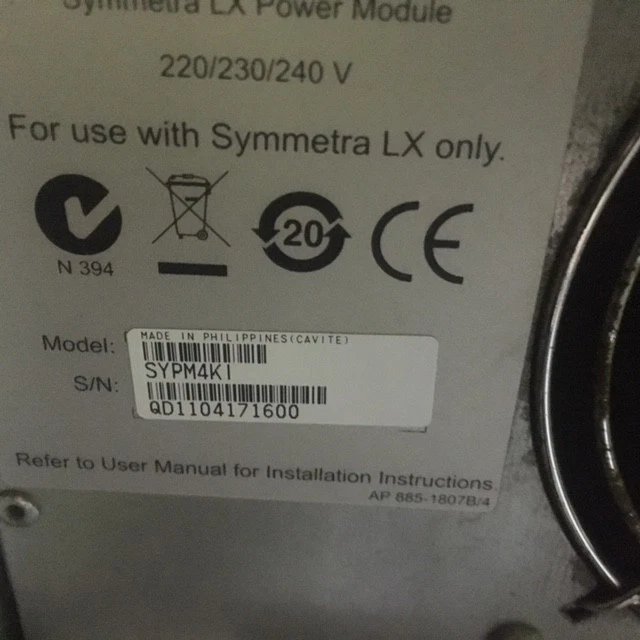 Symmetra LX Power Module
220/230/240 V
For use with Symmetra LX only.
N 394
20
CE
MADE IN PHILIPPINES(CAVITE)
Model: SYPM4KI
S/N: QD1104171600
Refer to User Manual for Installation Instructions
AP 885-1807B/4